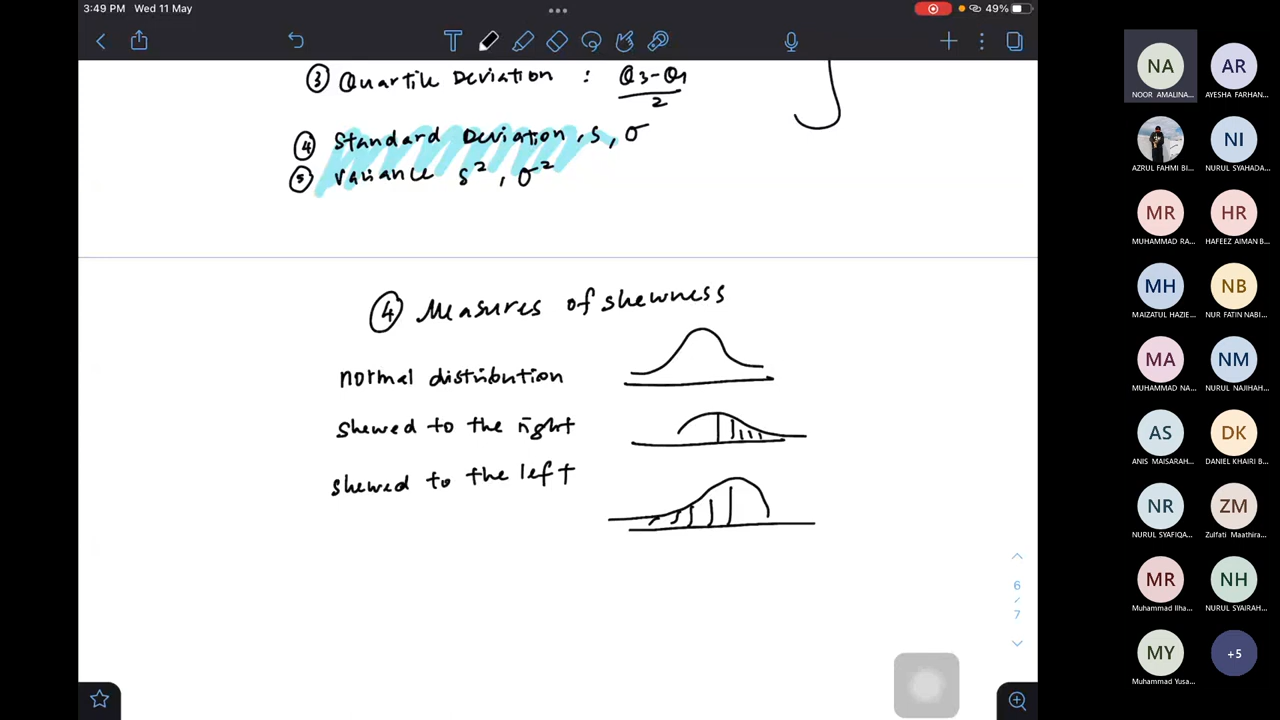 3:49 PM Wed 11 May
49%
③ Quartile Deviation : Q3-Q1
2
④ Standard Deviation, s, σ
⑤ Variance s², σ²
④ Measures of skewness
normal distribution
skewed to the right
skewed to the left
6
7
NA
NOOR AMALINA...
AR
AYESHA FARHAN...
AZRUL FAHMI BI...
NI
NURUL SYAHADA...
MR
MUHAMMAD RA...
HR
HAFEEZ AIMAN B...
MH
MAIZATUL HAZIE...
NB
NUR FATIN NABI...
MA
MUHAMMAD NA...
NM
NURUL NAJIHAH...
AS
ANIS MAISARAH...
DK
DANIEL KHAIRI B...
NR
NURUL SYAFIQA...
ZM
Zulfati Maathira...
MR
Muhammad Ilha...
NH
NURUL SYAIRAH...
MY
Muhammad Yusa...
+5